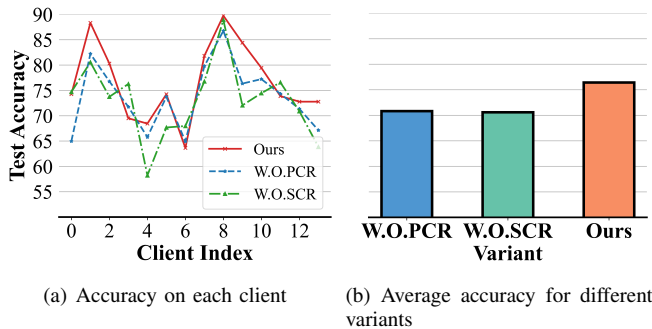 90
85
80
75
70
65
60
55
Test Accuracy
Ours
W.O.PCR
W.O.SCR
0 2 4 6 8 10 12
Client Index
(a) Accuracy on each client
W.O.PCR W.O.SCR Ours
Variant
(b) Average accuracy for different
variants